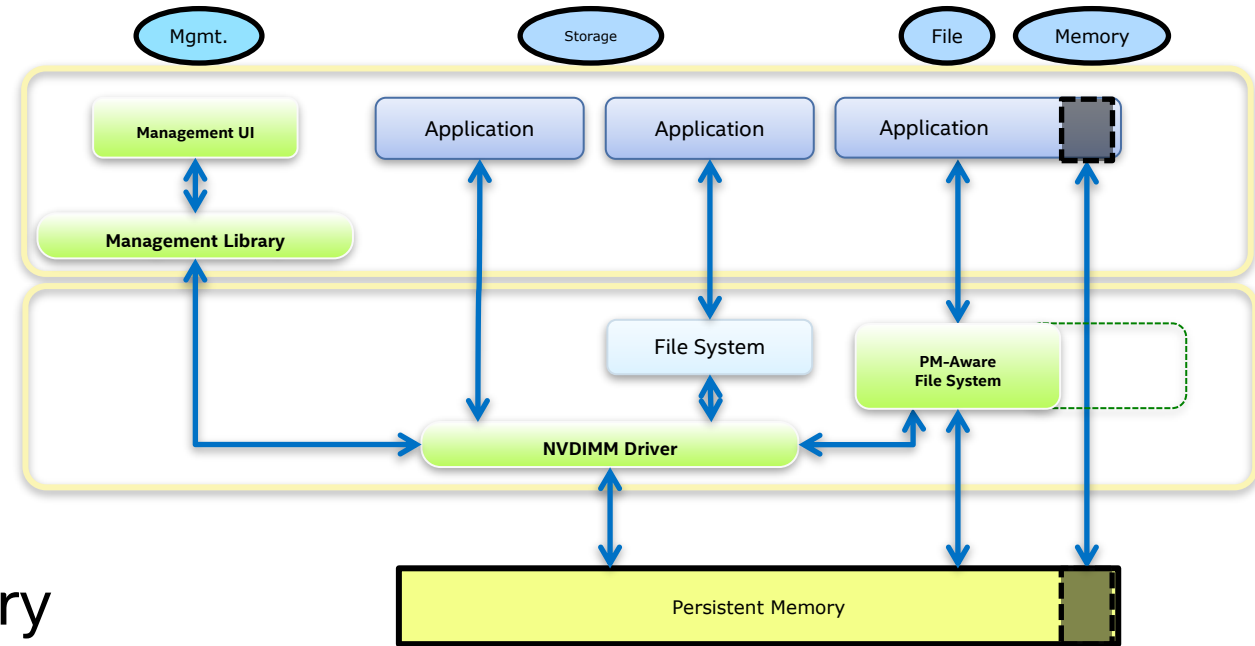 Mgmt.
Storage
File
Memory
Management UI
Application
Application
Application
Management Library
File System
PM-Aware
File System
NVDIMM Driver
Persistent Memory
ry